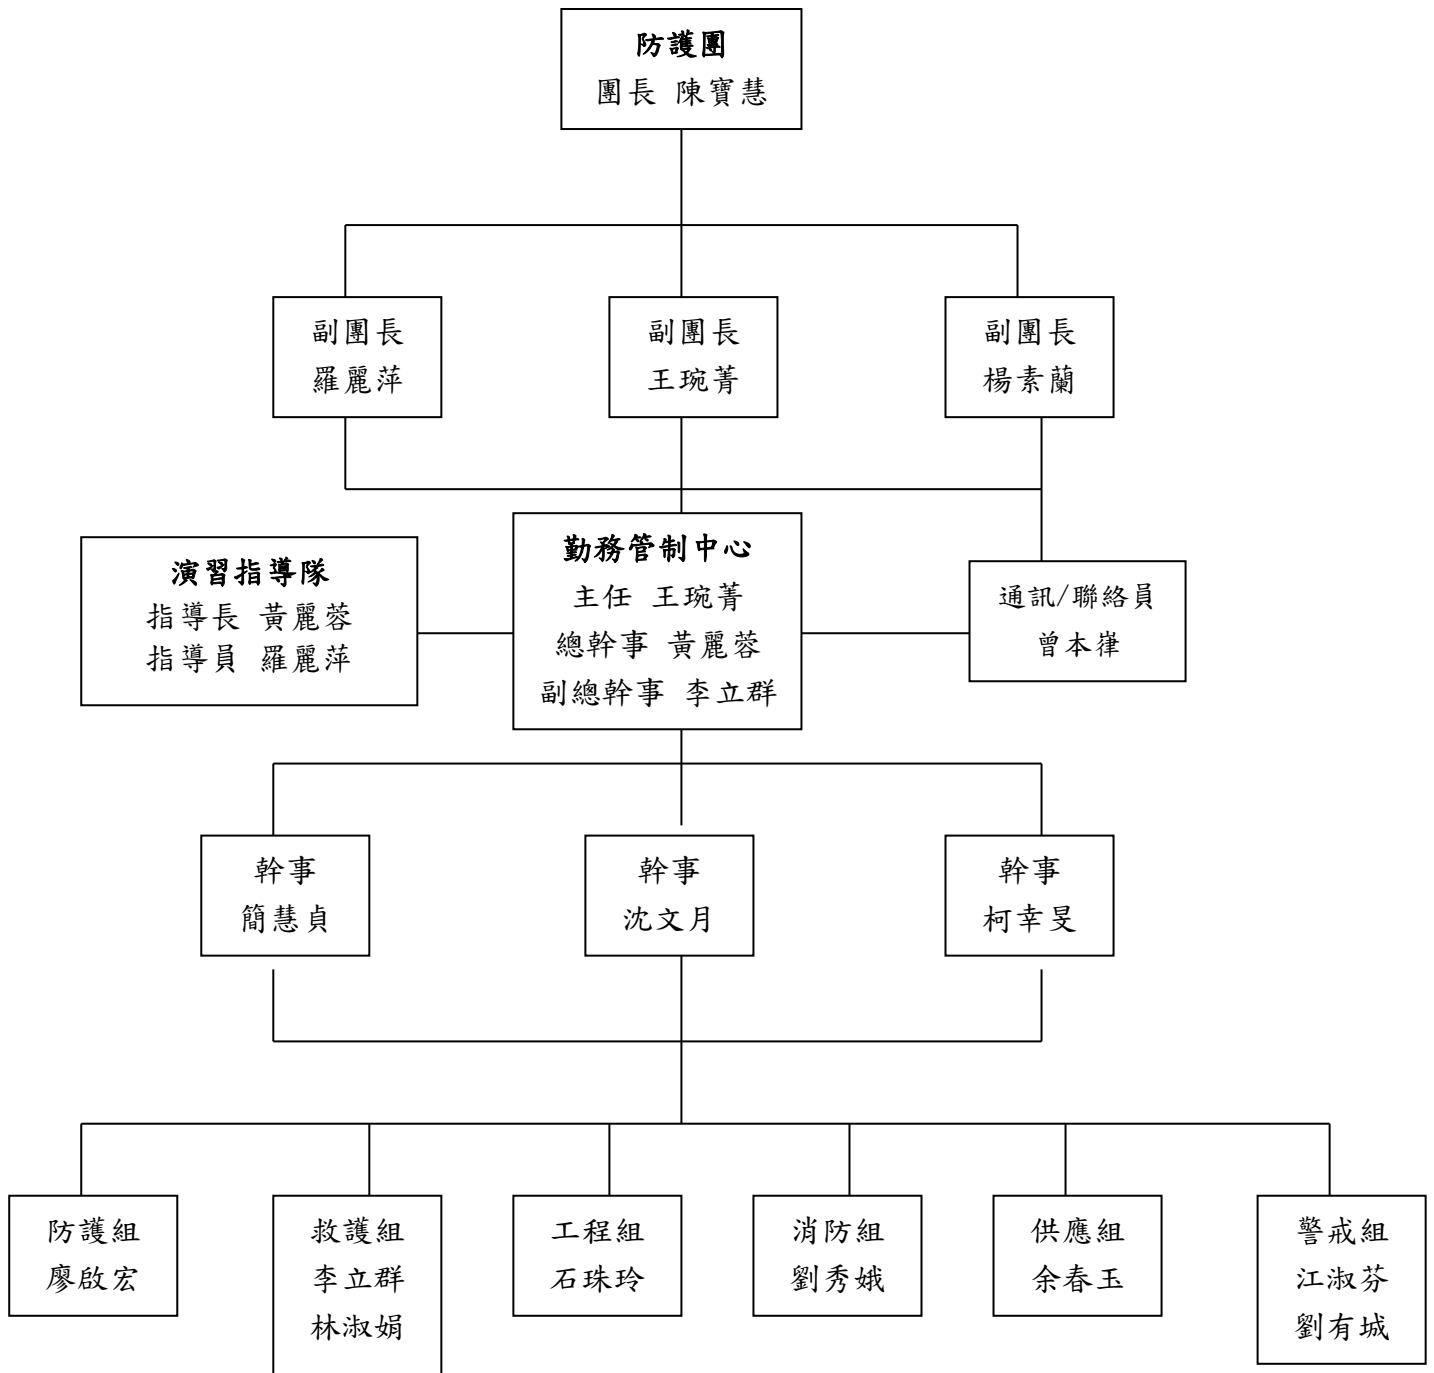 防護團
團長 陳寶慧
副團長
羅麗萍
副團長
王琬菁
副團長
楊素蘭
演習指導隊
指導長 黃麗蓉
指導員 羅麗萍
勤務管制中心
主任 王琬菁
總幹事 黃麗蓉
副總幹事 李立群
通訊/聯絡員
曾本嵂
幹事
簡慧貞
幹事
沈文月
幹事
柯幸旻
防護組
廖啟宏
救護組
李立群
林淑娟
工程組
石珠玲
消防組
劉秀娥
供應組
余春玉
警戒組
江淑芬
劉有城